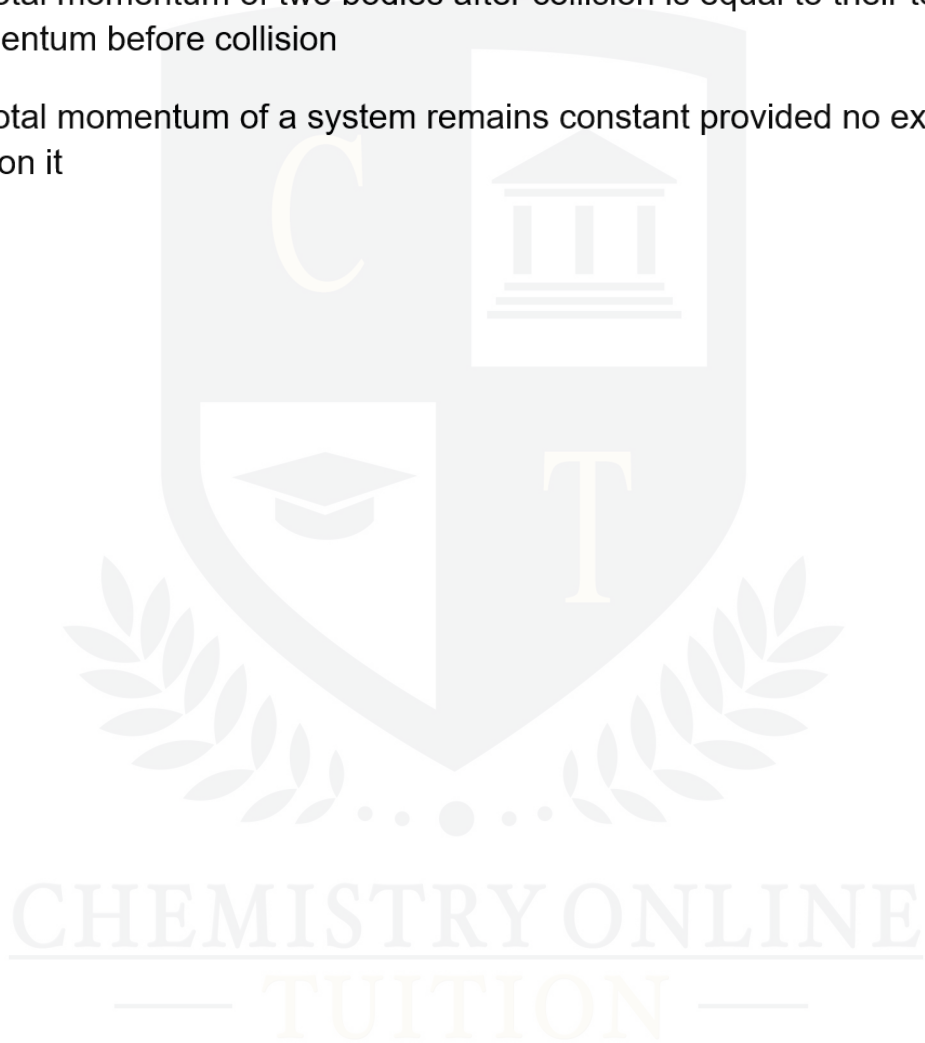 otal momentum of two bodies after collision is equal to their t
entum before collision
otal momentum of a system remains constant provided no ex
on it
C
T
CHEMISTRY ONLINE
TUITION